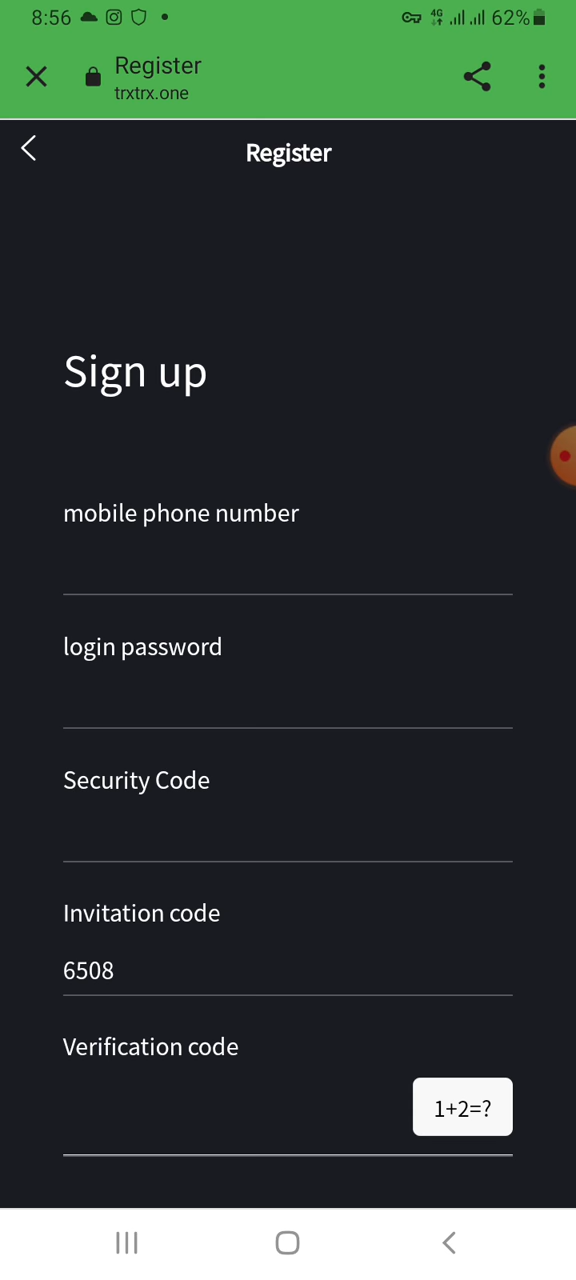 8:56 4G 62%
Register
trxtrx.one
Register
Sign up
mobile phone number
login password
Security Code
Invitation code
6508
Verification code
1+2=?